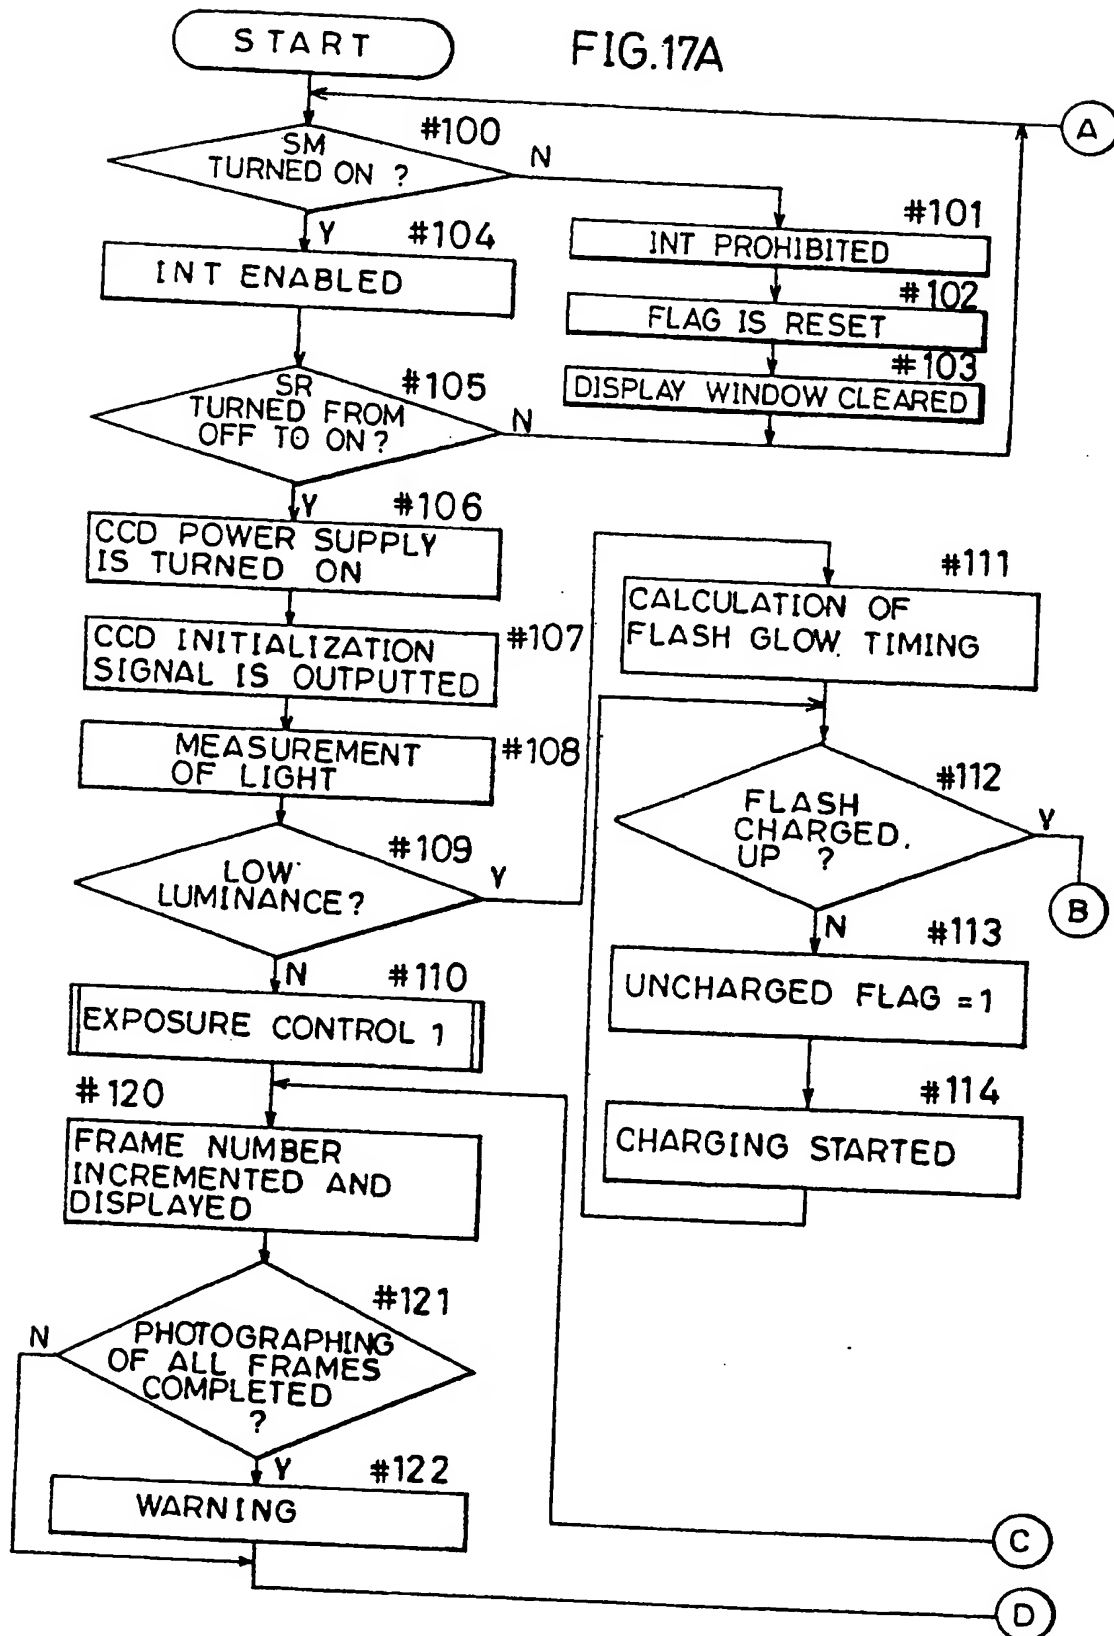 START
FIG.17A
A
#100
SM
TURNED ON ?
N
Y
#101
INT PROHIBITED
#102
FLAG IS RESET
#103
DISPLAY WINDOW CLEARED
#104
INT ENABLED
#105
SR
TURNED FROM
OFF TO ON ?
N
Y
#106
CCD POWER SUPPLY
IS TURNED ON
#107
CCD INITIALIZATION
SIGNAL IS OUTPUTTED
#108
MEASUREMENT
OF LIGHT
#109
LOW
LUMINANCE?
Y
N
#110
EXPOSURE CONTROL 1
#111
CALCULATION OF
FLASH GLOW TIMING
#112
FLASH
CHARGED
UP ?
Y
B
N
#113
UNCHARGED FLAG = 1
#114
CHARGING STARTED
#120
FRAME NUMBER
INCREMENTED AND
DISPLAYED
#121
PHOTOGRAPHING
OF ALL FRAMES
COMPLETED
?
N
Y
#122
WARNING
C
D